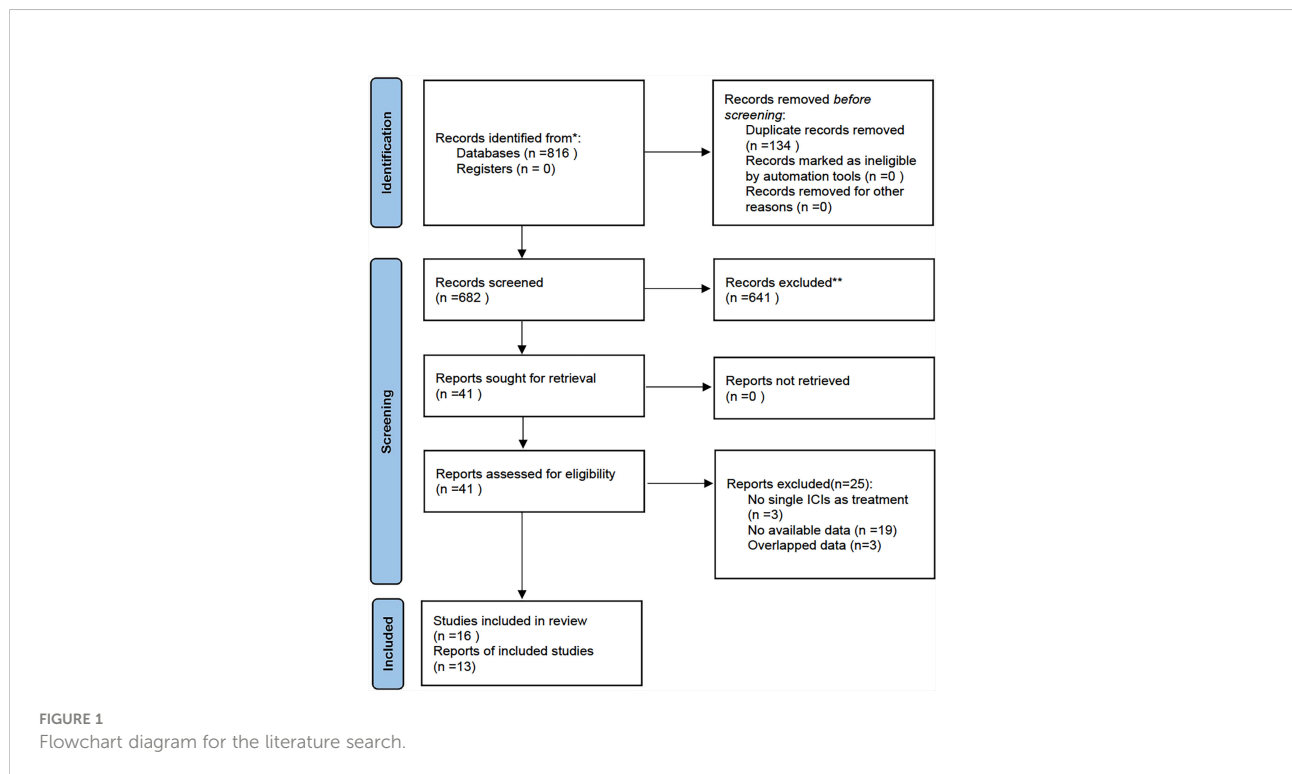 Identification
Records identified from*:
Databases (n =816 )
Registers (n = 0)
Records removed before
screening:
Duplicate records removed
(n =134 )
Records marked as ineligible
by automation tools (n =0 )
Records removed for other
reasons (n =0)
Screening
Records screened
(n =682 )
Records excluded**
(n =641 )
Reports sought for retrieval
(n =41 )
Reports not retrieved
(n =0 )
Reports assessed for eligibility
(n =41 )
Reports excluded(n=25):
No single ICIs as treatment
(n =3)
No available data (n =19)
Overlapped data (n=3)
Included
Studies included in review
(n =16 )
Reports of included studies
(n =13)
FIGURE 1
Flowchart diagram for the literature search.